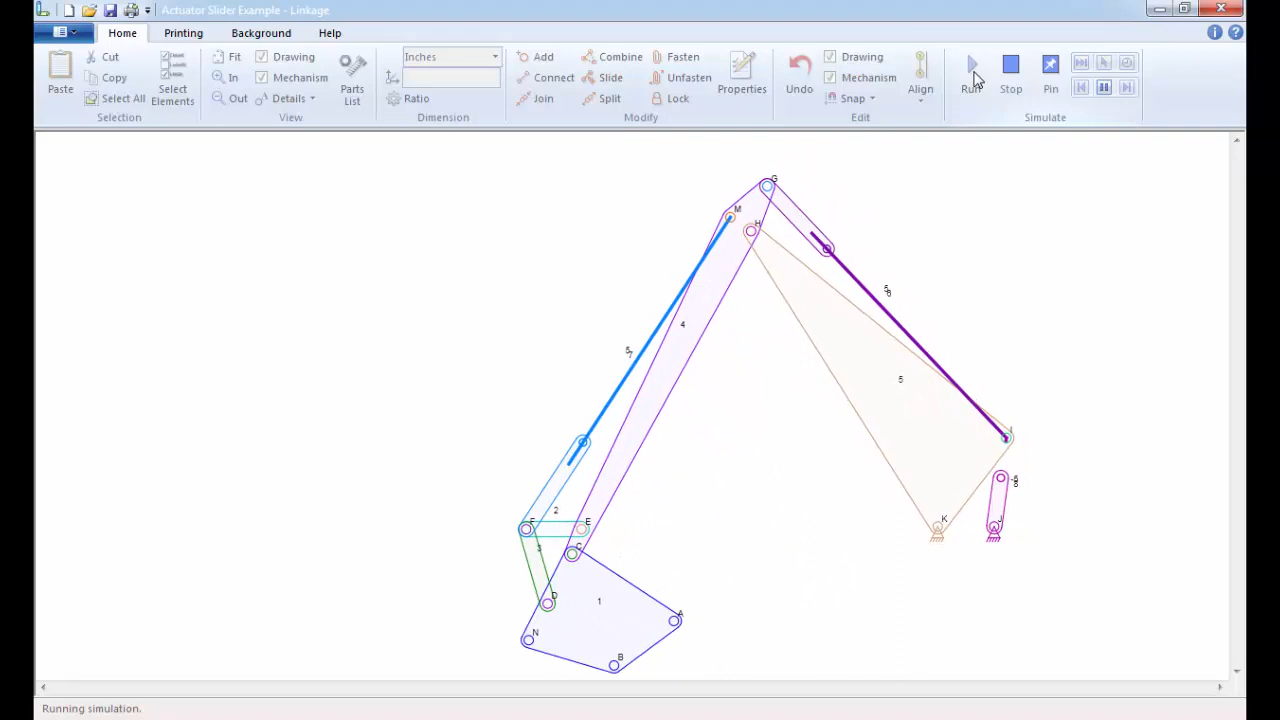 Actuator Slider Example - Linkage
Home Printing Background Help
Paste
Cut
Copy
Select All
Select
Elements
Selection
Fit
In
Out
Drawing
Mechanism
Details
Parts
List
View
Inches
Ratio
Dimension
Add
Connect
Join
Combine
Slide
Split
Fasten
Unfasten
Lock
Properties
Modify
Undo
Drawing
Mechanism
Snap
Align
Edit
Run
Stop
Pin
Simulate
G
M
H
4
5
I
K
J
2
F
E
3
C
D
1
A
N
B
Running simulation.